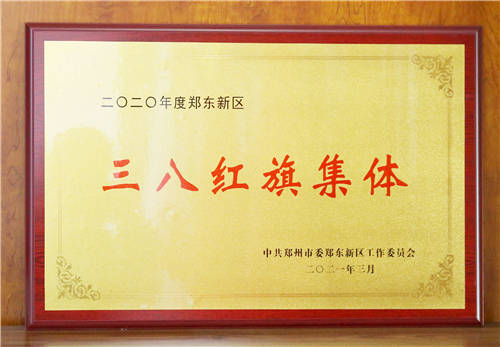 二〇二〇年度郑东新区
三八红旗集体
中共郑州市委郑东新区工作委员会
二〇二一年三月